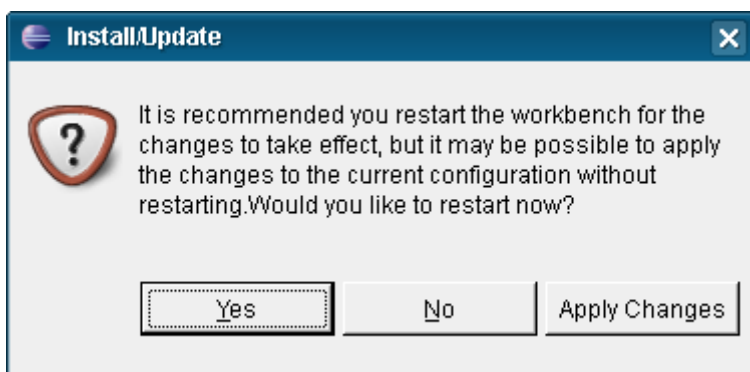 Install/Update
It is recommended you restart the workbench for the
changes to take effect, but it may be possible to apply
the changes to the current configuration without
restarting.Would you like to restart now?
Yes No Apply Changes